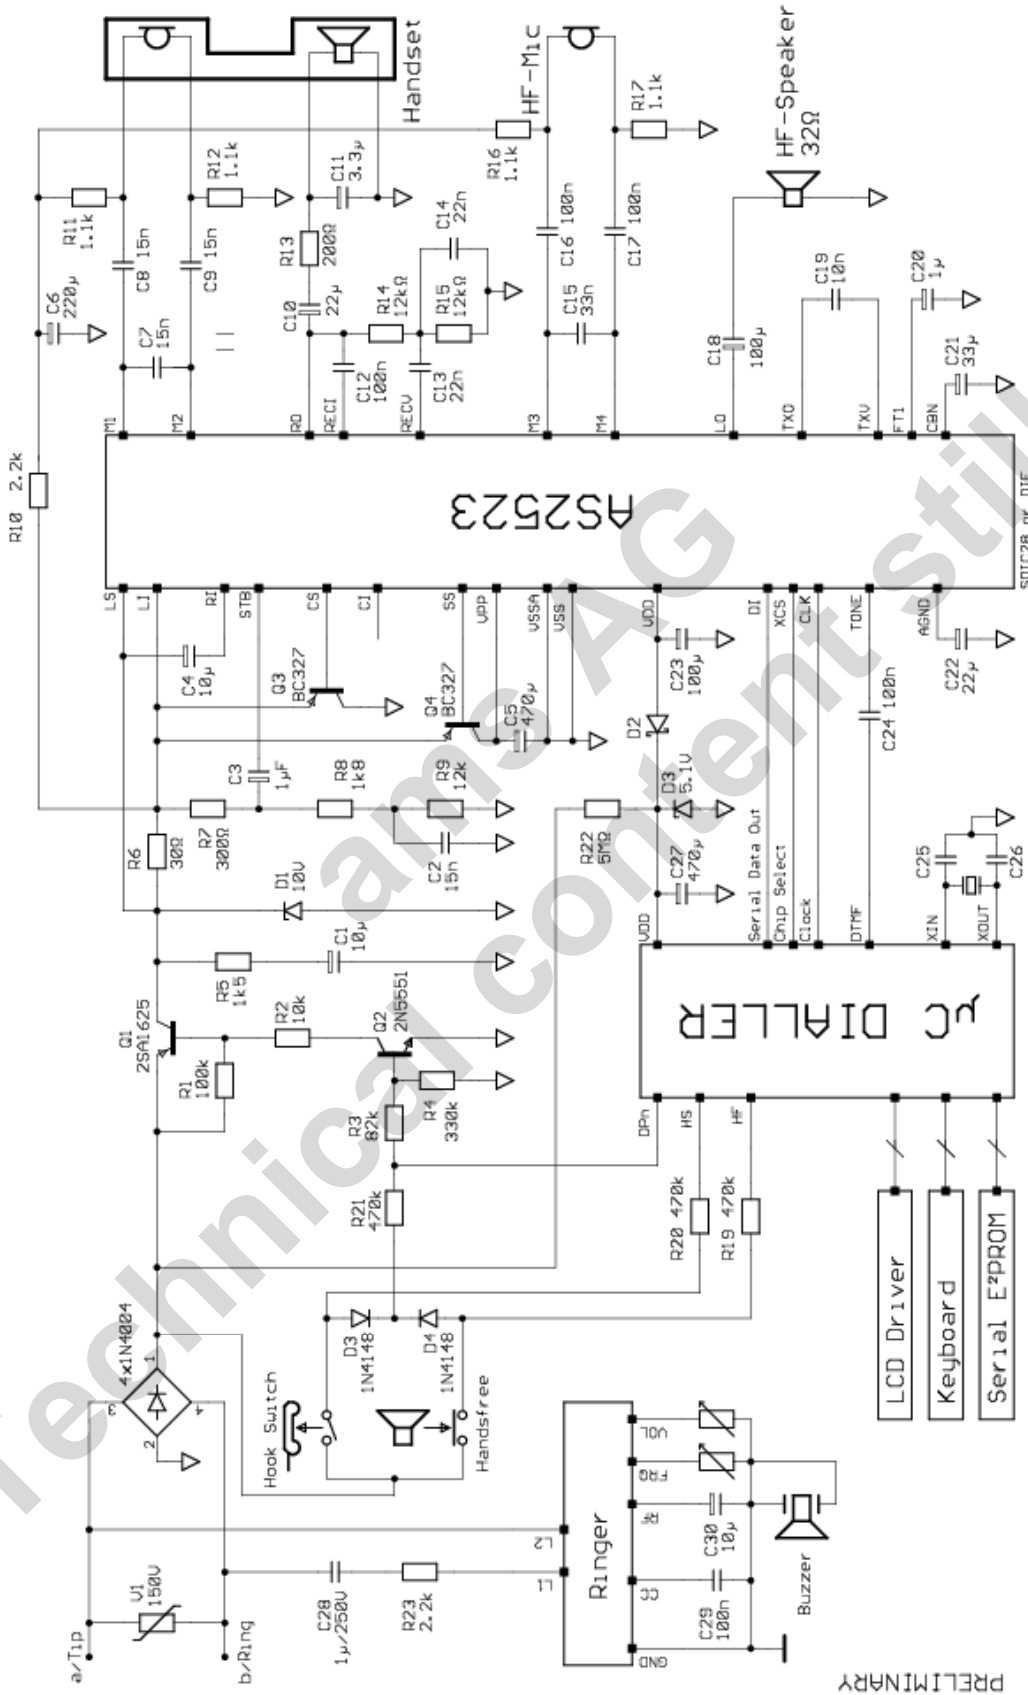 Handset
R11
1.1k
R12
1.1k
C6
220µ
C8 15n
C9 15n
C7
15n
R13
200Ω
C11
3.3µ
C10
22µ
R14
12kΩ
R15
12kΩ
C14
22n
C12
100n
C13
22n
HF-Mic
R16
1.1k
R17
1.1k
C16 100n
C17 100n
C15
33n
HF-Speaker
32Ω
C18
100µ
C19
10n
C20
1µ
C21
33µ
R10 2.2k
M1
M2
RO
RECI
RECV
M3
M4
LO
TXO
TXV
FT1
CBN
AS2523
SOIC28 or DIE
LS
LI
RI
STB
CS
CI
SS
VPP
VSSA
VSS
VDD
DI
XCS
CLK
TONE
AGND
C4
10µ
Q3
BC327
Q4
BC327
C5
470µ
C23
100µ
C24 100n
C22
22µ
R6
30Ω
R7
300Ω
C3
1µF
R8
1k8
R9
12k
C2
15n
D2
D3
5.1V
R22
5MΩ
C27
470µ
D1
10V
Serial Data Out
Chip Select
Clock
C25
C26
Q1
2SA1625
R5
1k5
C1
10µ
R1
100k
R2
10k
Q2
2N5551
R3
82k
R4
330k
R21
470k
VDD
DTMF
XIN
XOUT
µC DIALLER
DPn
HS
HF
R20 470k
R19 470k
LCD Driver
Keyboard
Serial E²PROM
4x1N4004
1
2
3
4
D3
1N4148
D4
1N4148
Hook Switch
Handsfree
a/Tip
b/Ring
V1
150V
C28
1µ/250V
R23
2.2k
Ringer
L2
L1
VOL
FRQ
RF
CC
GND
C30
10µ
C29
100n
Buzzer
PRELIMINARY
ams AG
Technical content still